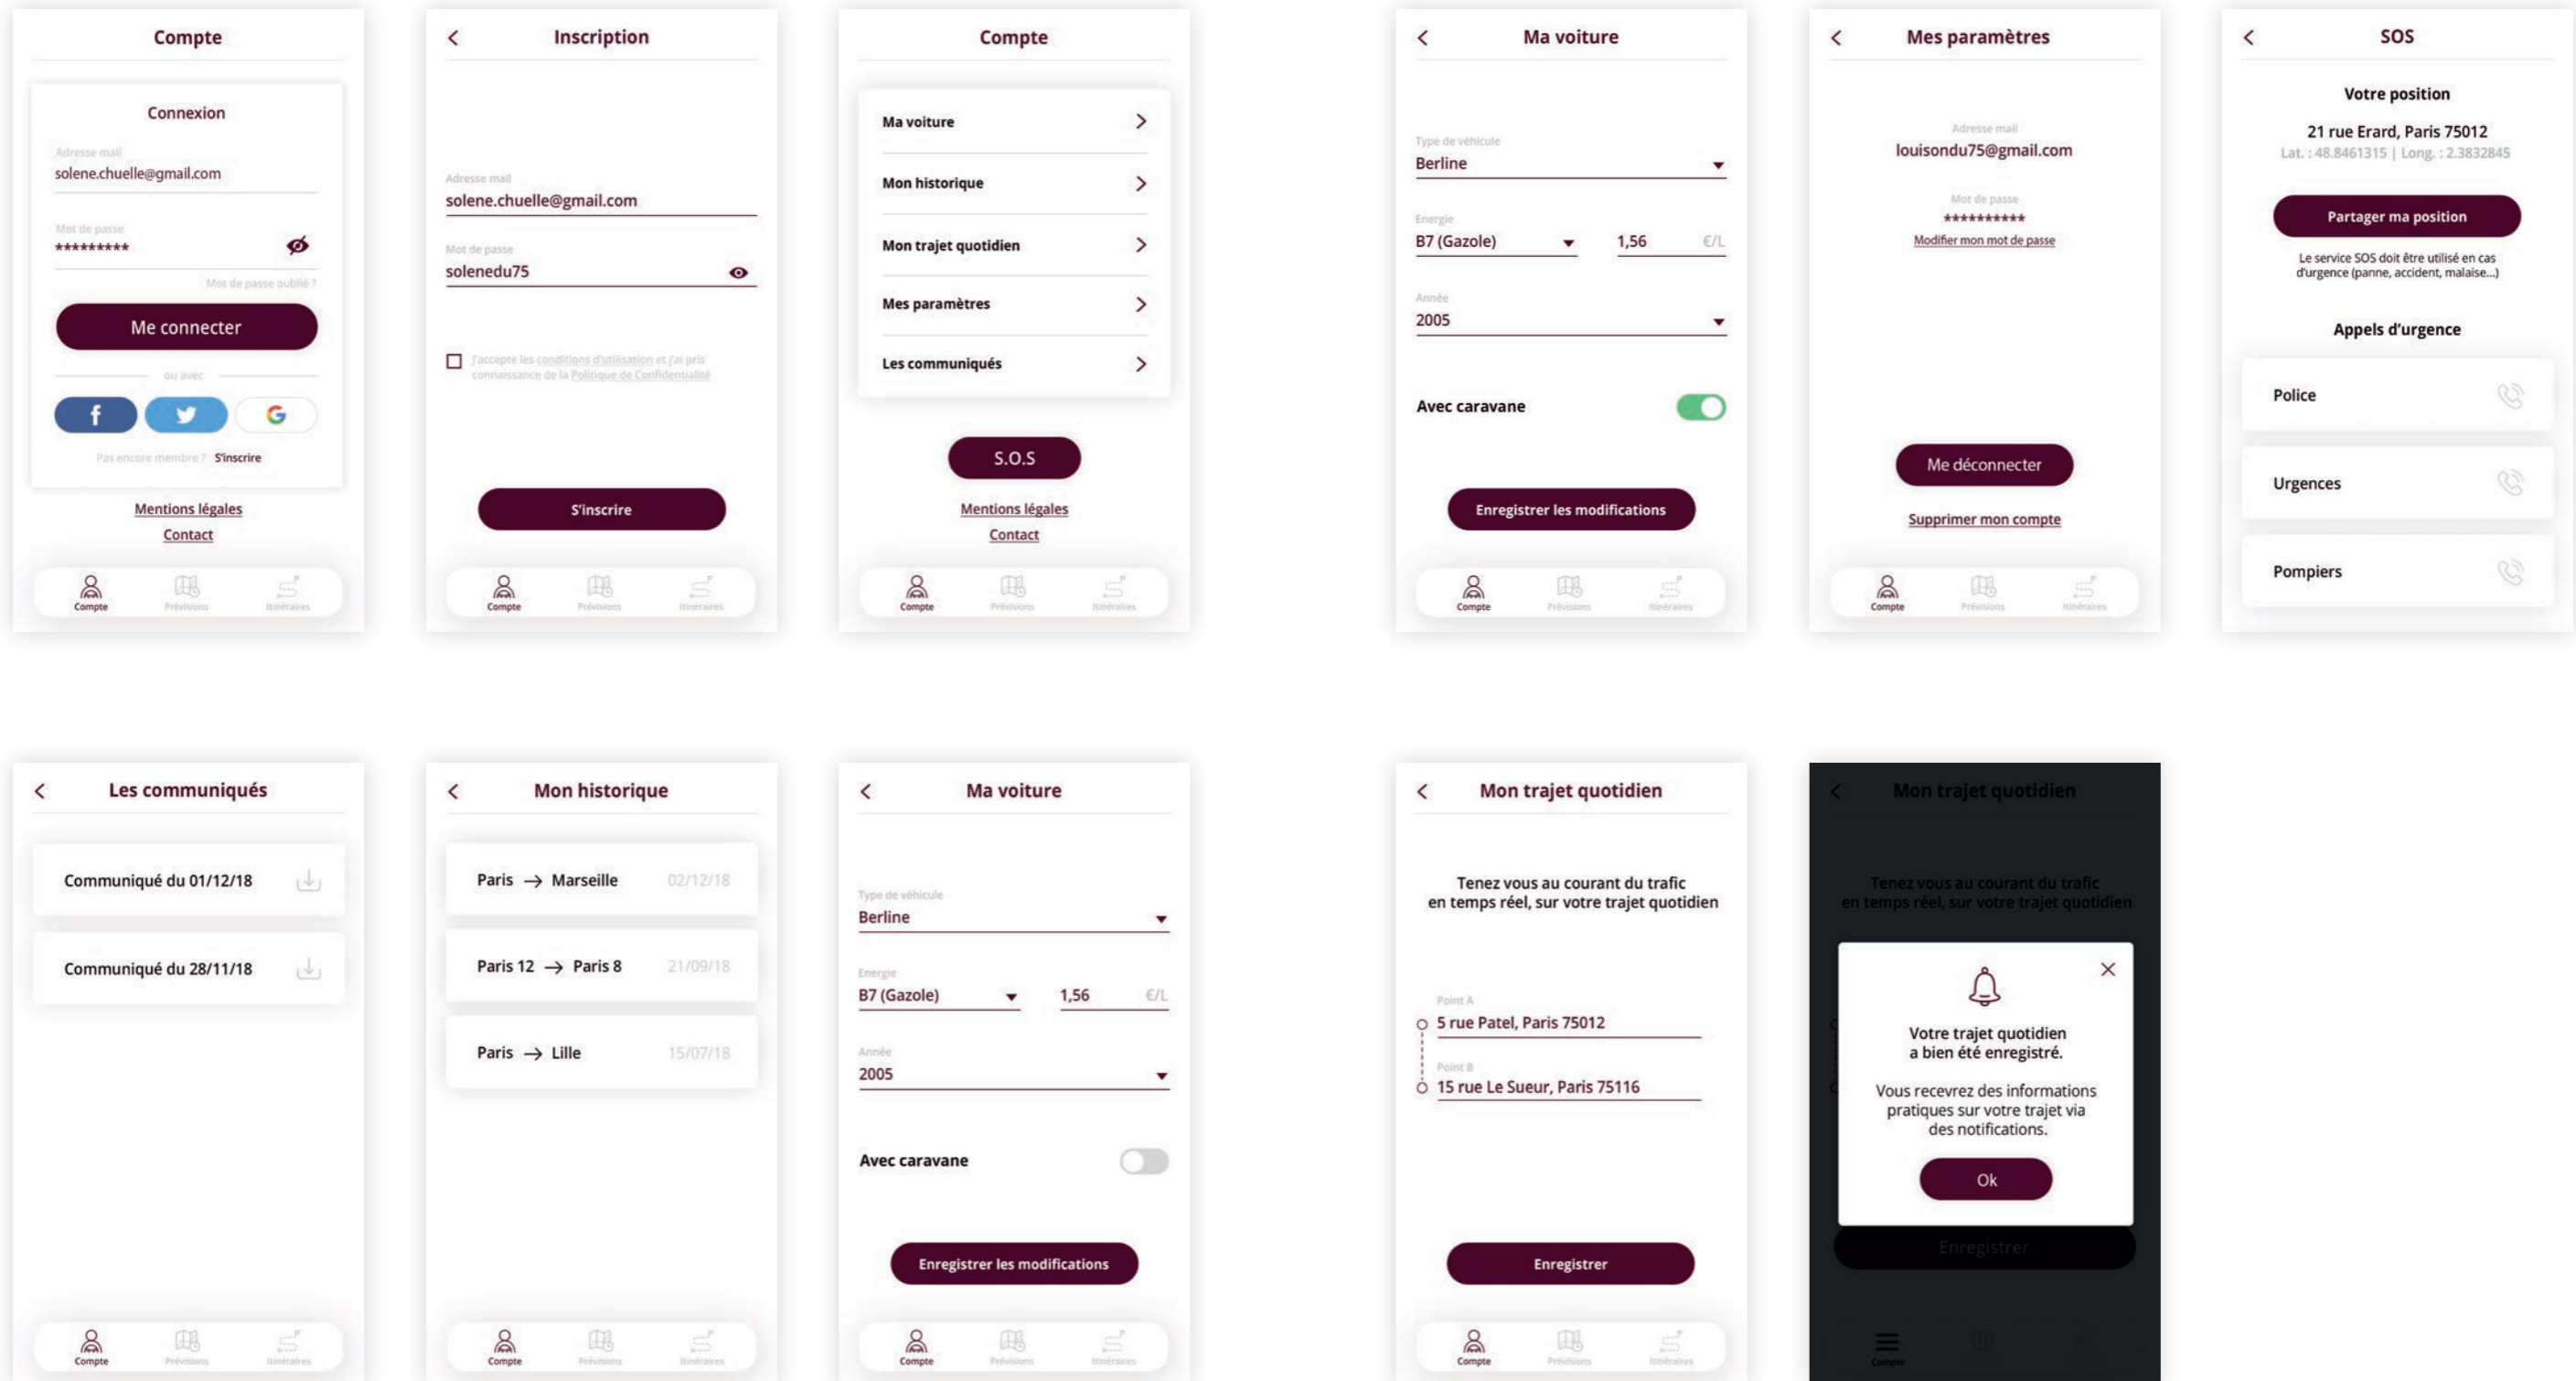 Compte
Connexion
Adresse mail
solene.chuelle@gmail.com
Mot de passe
*********
Mot de passe oublié ?
Me connecter
ou avec
f
G
Pas encore membre ? S'inscrire
Mentions légales
Contact
Compte
Prévisions
Itinéraires
Inscription
Adresse mail
solene.chuelle@gmail.com
Mot de passe
solenedu75
J'accepte les conditions d'utilisation et j'ai pris
connaissance de la Politique de Confidentialité
S'inscrire
Compte
Prévisions
Itinéraires
Compte
Ma voiture
Mon historique
Mon trajet quotidien
Mes paramètres
Les communiqués
S.O.S
Mentions légales
Contact
Compte
Prévisions
Itinéraires
Ma voiture
Type de véhicule
Berline
Energie
B7 (Gazole)
1,56 €/L
Année
2005
Avec caravane
Enregistrer les modifications
Compte
Prévisions
Itinéraires
Mes paramètres
Adresse mail
louisondu75@gmail.com
Mot de passe
**********
Modifier mon mot de passe
Me déconnecter
Supprimer mon compte
Compte
Prévisions
Itinéraires
SOS
Votre position
21 rue Erard, Paris 75012
Lat. : 48.8461315 | Long. : 2.3832845
Partager ma position
Le service SOS doit être utilisé en cas
d'urgence (panne, accident, malaise...)
Appels d'urgence
Police
Urgences
Pompiers
Les communiqués
Communiqué du 01/12/18
Communiqué du 28/11/18
Compte
Prévisions
Itinéraires
Mon historique
Paris → Marseille 02/12/18
Paris 12 → Paris 8 21/09/18
Paris → Lille 15/07/18
Compte
Prévisions
Itinéraires
Ma voiture
Type de véhicule
Berline
Energie
B7 (Gazole)
1,56 €/L
Année
2005
Avec caravane
Enregistrer les modifications
Compte
Prévisions
Itinéraires
Mon trajet quotidien
Tenez vous au courant du trafic
en temps réel, sur votre trajet quotidien
Point A
5 rue Patel, Paris 75012
Point B
15 rue Le Sueur, Paris 75116
Enregistrer
Compte
Prévisions
Itinéraires
Mon trajet quotidien
Tenez vous au courant du trafic
en temps réel, sur votre trajet quotidien
Votre trajet quotidien
a bien été enregistré.
Vous recevrez des informations
pratiques sur votre trajet via
des notifications.
Ok
Enregistrer
Compte